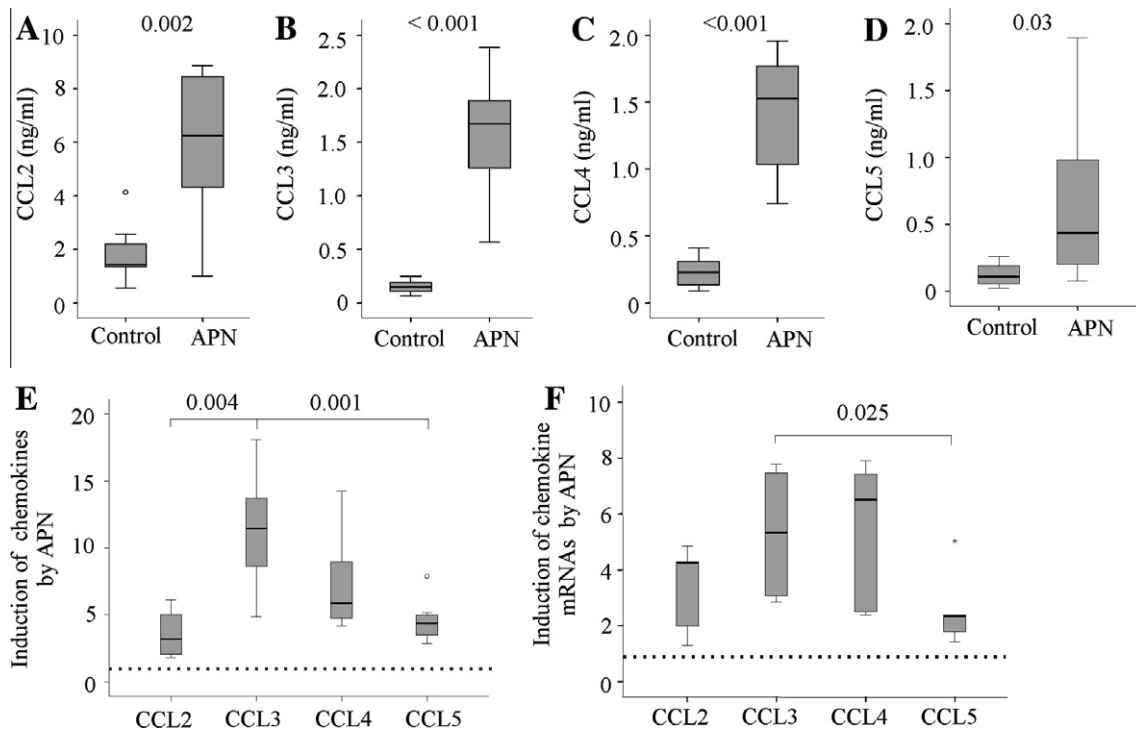 A
0.002
10
8
6
4
2
0
CCL2 (ng/ml)
Control
APN
B
< 0.001
2.5
2.0
1.5
1.0
0.5
0
CCL3 (ng/ml)
Control
APN
C
<0.001
2.0
1.5
1.0
0.5
0
CCL4 (ng/ml)
Control
APN
D
0.03
2.0
1.0
0.5
0
CCL5 (ng/ml)
Control
APN
E
0.004
0.001
20
15
10
5
0
Induction of chemokines
by APN
CCL2
CCL3
CCL4
CCL5
F
0.025
10
8
6
4
2
0
Induction of chemokine
mRNAs by APN
CCL2
CCL3
CCL4
CCL5